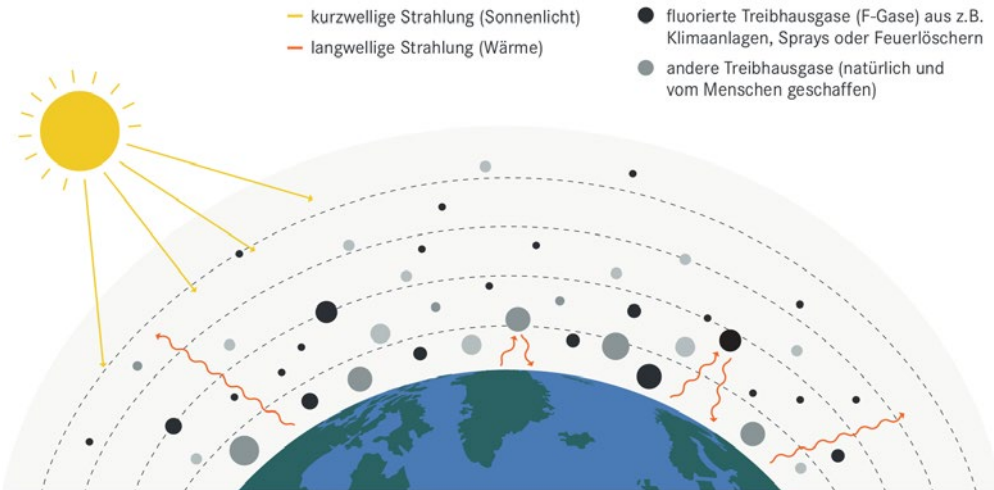 kurzwellige Strahlung (Sonnenlicht)
langwellige Strahlung (Wärme)
fluorierte Treibhausgase (F-Gase) aus z.B.
Klimaanlagen, Sprays oder Feuerlöschern
andere Treibhausgase (natürlich und
vom Menschen geschaffen)